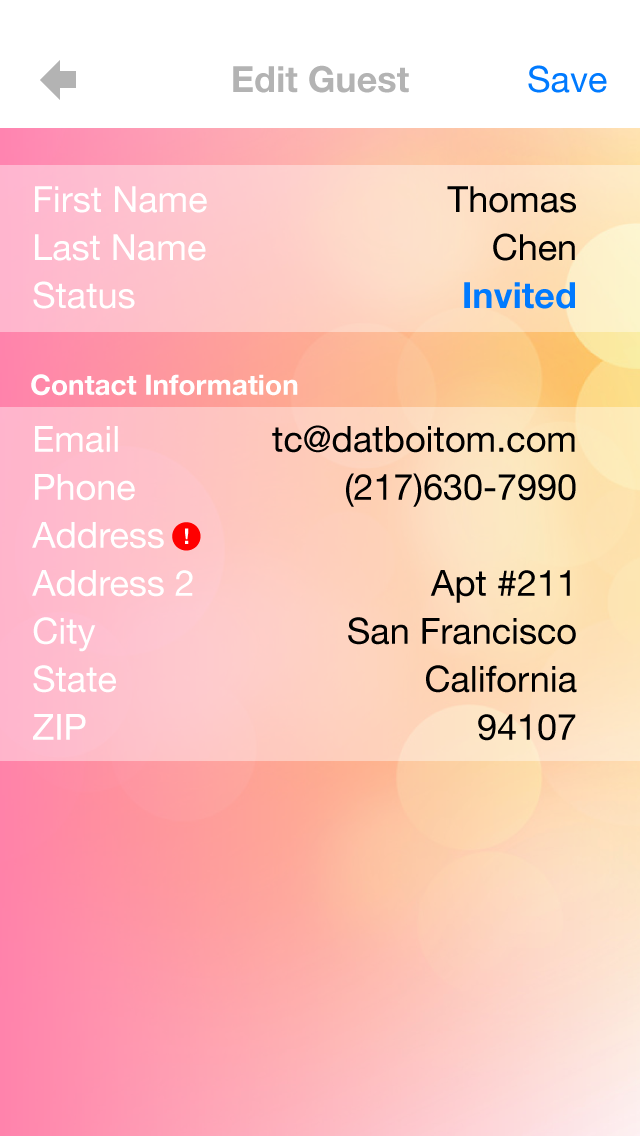 Edit Guest Save
First Name Thomas
Last Name Chen
Status Invited
Contact Information
Email tc@datboitom.com
Phone (217)630-7990
Address !
Address 2 Apt #211
City San Francisco
State California
ZIP 94107